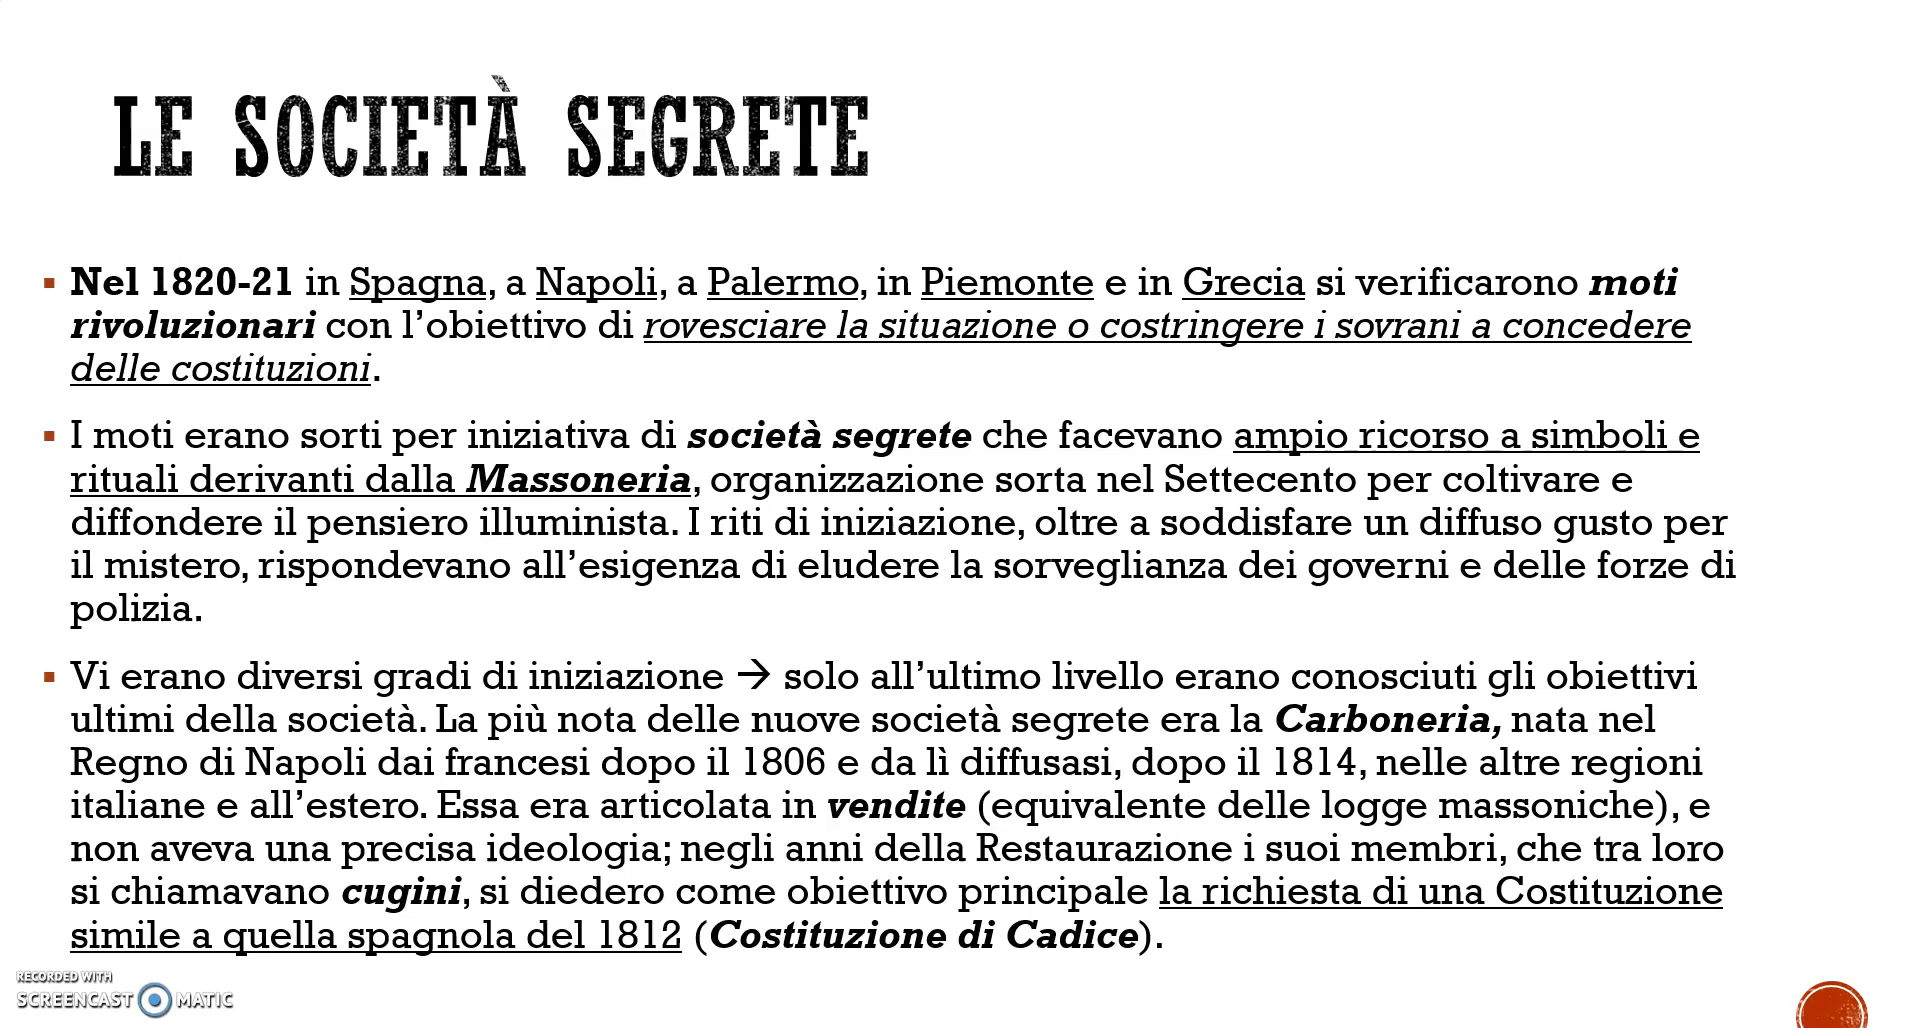 LE SOCIETÀ SEGRETE
▪ Nel 1820-21 in Spagna, a Napoli, a Palermo, in Piemonte e in Grecia si verificarono moti
rivoluzionari con l’obiettivo di rovesciare la situazione o costringere i sovrani a concedere
delle costituzioni.
▪ I moti erano sorti per iniziativa di società segrete che facevano ampio ricorso a simboli e
rituali derivanti dalla Massoneria, organizzazione sorta nel Settecento per coltivare e
diffondere il pensiero illuminista. I riti di iniziazione, oltre a soddisfare un diffuso gusto per
il mistero, rispondevano all’esigenza di eludere la sorveglianza dei governi e delle forze di
polizia.
▪ Vi erano diversi gradi di iniziazione → solo all’ultimo livello erano conosciuti gli obiettivi
ultimi della società. La più nota delle nuove società segrete era la Carboneria, nata nel
Regno di Napoli dai francesi dopo il 1806 e da lì diffusasi, dopo il 1814, nelle altre regioni
italiane e all’estero. Essa era articolata in vendite (equivalente delle logge massoniche), e
non aveva una precisa ideologia; negli anni della Restaurazione i suoi membri, che tra loro
si chiamavano cugini, si diedero come obiettivo principale la richiesta di una Costituzione
simile a quella spagnola del 1812 (Costituzione di Cadice).
RECORDED WITH
SCREENCAST MATIC